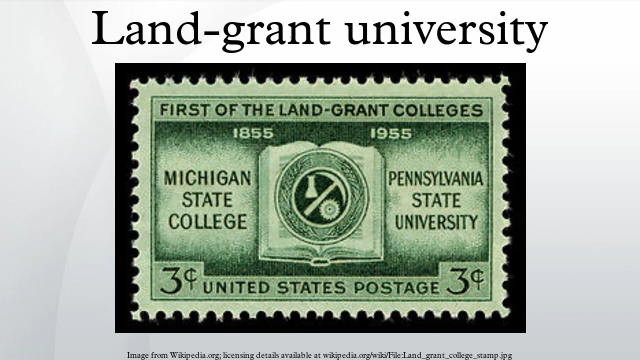 Land-grant university
FIRST OF THE LAND-GRANT COLLEGES
1855 1955
MICHIGAN
STATE
COLLEGE
PENNSYLVANIA
STATE
UNIVERSITY
3¢ UNITED STATES POSTAGE 3¢
Image from Wikipedia.org; licensing details available at wikipedia.org/wiki/File:Land_grant_college_stamp.jpg